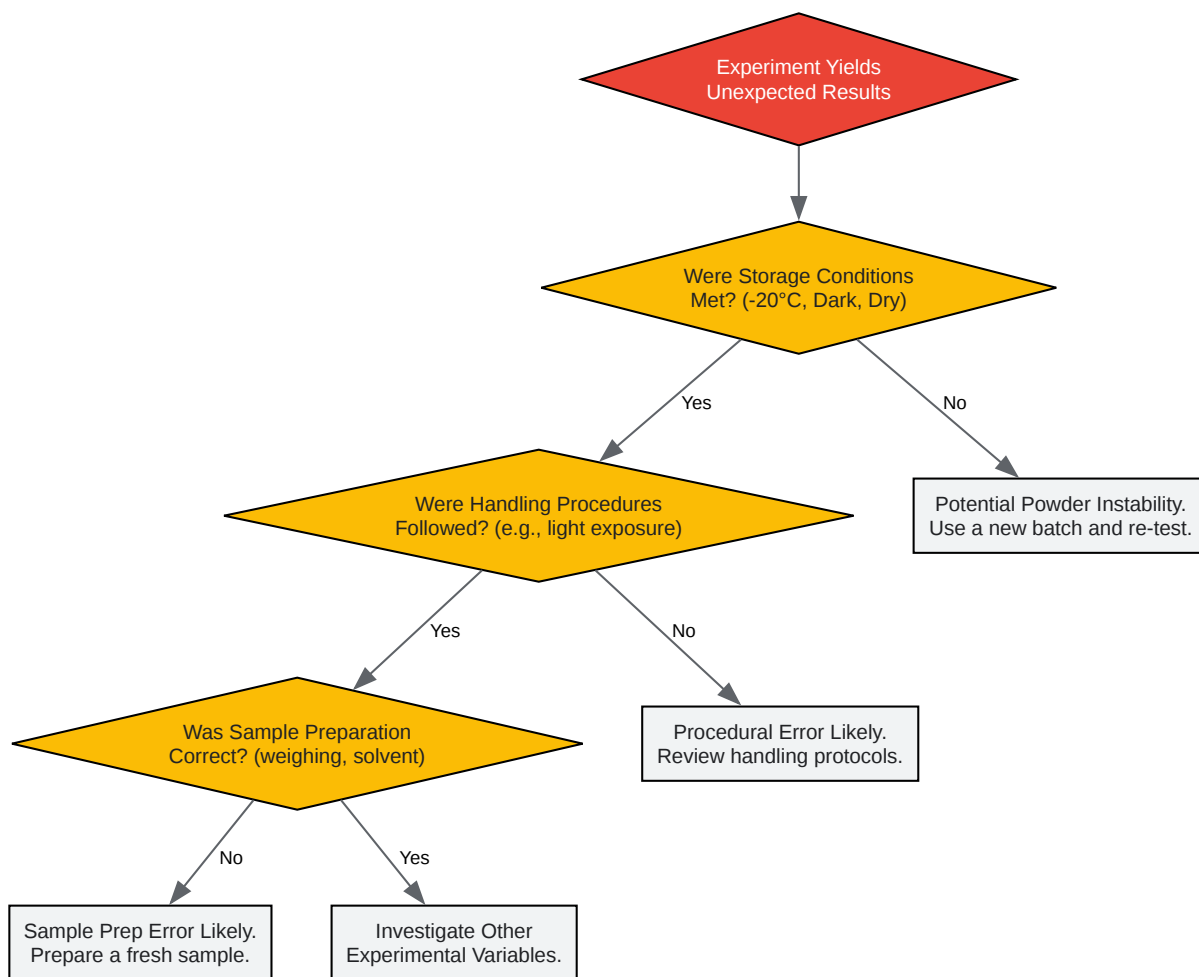 Experiment Yields
Unexpected Results
Were Storage Conditions
Met? (-20°C, Dark, Dry)
Yes
No
Were Handling Procedures
Followed? (e.g., light exposure)
Potential Powder Instability.
Use a new batch and re-test.
Yes
No
Was Sample Preparation
Correct? (weighing, solvent)
Procedural Error Likely.
Review handling protocols.
No
Yes
Sample Prep Error Likely.
Prepare a fresh sample.
Investigate Other
Experimental Variables.